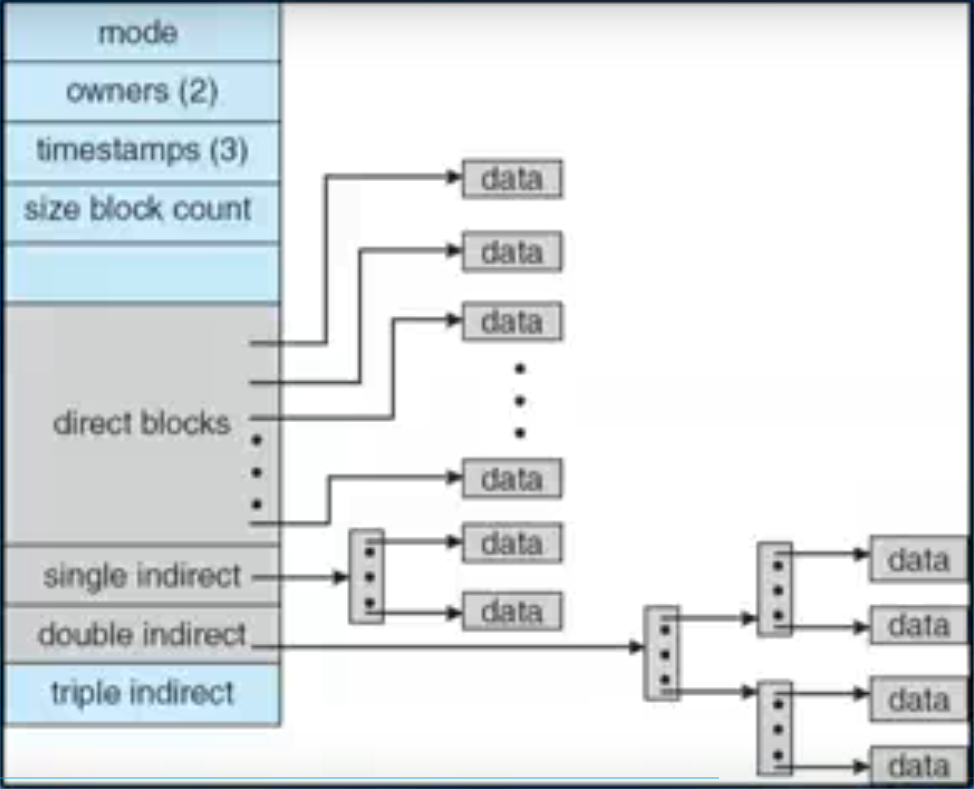 mode
owners (2)
timestamps (3)
size block count
direct blocks
single indirect
double indirect
triple indirect
data
data
data
data
data
data
data
data
data
data